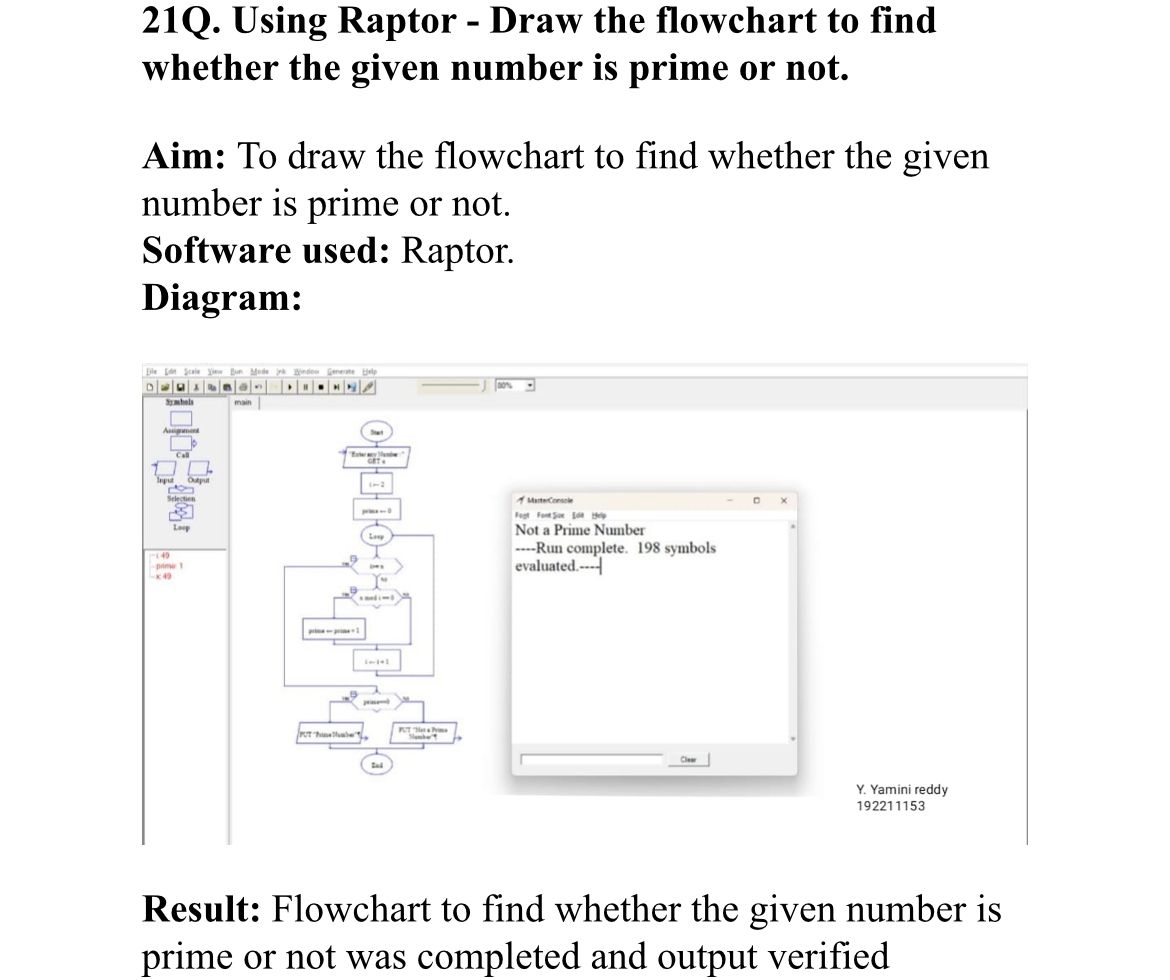 21Q. Using Raptor - Draw the flowchart to find
whether the given number is prime or not.
Aim: To draw the flowchart to find whether the given
number is prime or not.
Software used: Raptor.
Diagram:
File Edit Scale View Run Mode Ink Window Generate Help
80%
Symbols
main
Assignment
Call
Input Output
Selection
Loop
i 49
prime 1
x 49
Start
"Enter any Number"
GET x
i ← 2
prime ← 0
Loop
Yes
No
Yes
No
prime ← prime + 1
i ← i + 1
Yes
prime=0
No
PUT "Prime Number"¶
PUT "Not a Prime
Number"¶
End
MasterConsole
Font Font Size Edit Help
Not a Prime Number
----Run complete. 198 symbols
evaluated.----
Clear
Y. Yamini reddy
192211153
Result: Flowchart to find whether the given number is
prime or not was completed and output verified